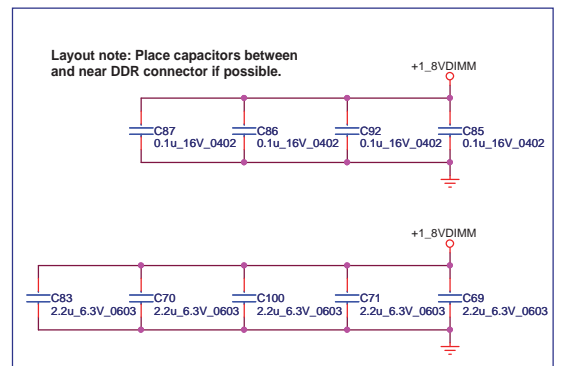 Layout note: Place capacitors between
and near DDR connector if possible.
+1_8VDIMM
C87 C86 C92 C85
0.1u_16V_0402 0.1u_16V_0402 0.1u_16V_0402 0.1u_16V_0402
+1_8VDIMM
C83 C70 C100 C71 C69
2.2u_6.3V_0603 2.2u_6.3V_0603 2.2u_6.3V_0603 2.2u_6.3V_0603 2.2u_6.3V_0603